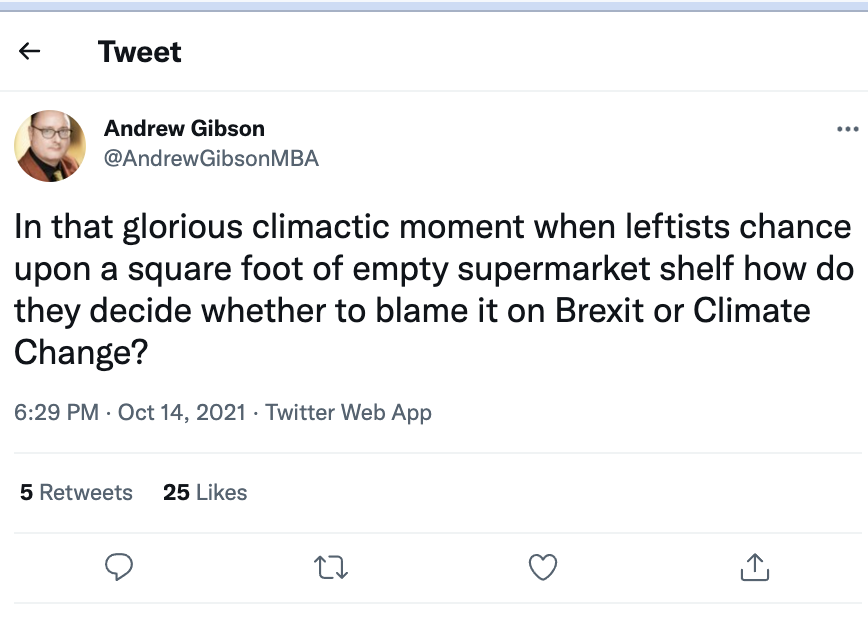 Tweet
Andrew Gibson
@AndrewGibsonMBA
In that glorious climactic moment when leftists chance
upon a square foot of empty supermarket shelf how do
they decide whether to blame it on Brexit or Climate
Change?
6:29 PM · Oct 14, 2021 · Twitter Web App
5 Retweets 25 Likes